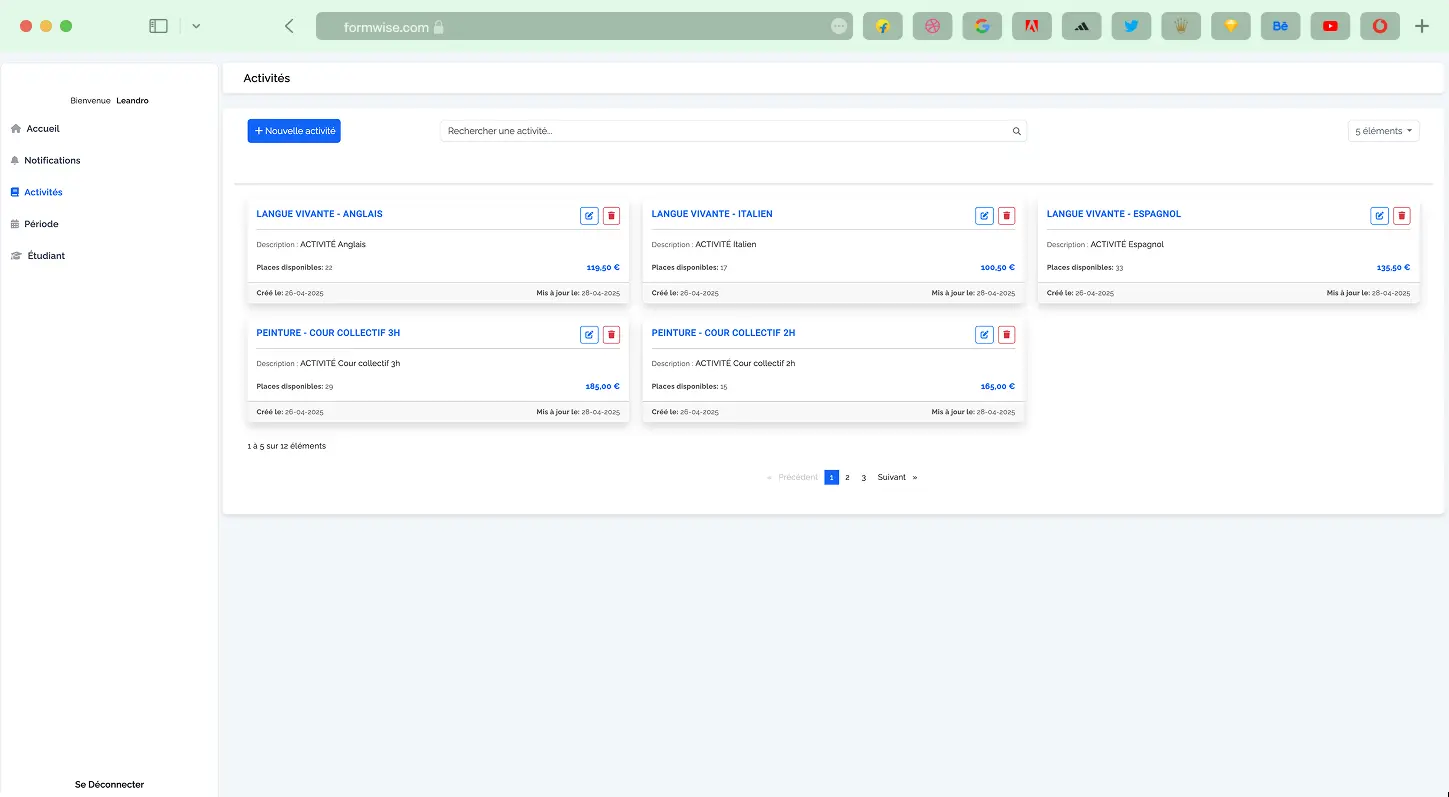 formwise.com
Bē
Activités
Bienvenue Leandro
Accueil
Notifications
Activités
Période
Étudiant
+ Nouvelle activité
Rechercher une activité...
5 éléments
LANGUE VIVANTE - ANGLAIS
Description : ACTIVITÉ Anglais
Places disponibles: 22
119,50 €
Créé le: 26-04-2025
Mis à jour le: 28-04-2025
LANGUE VIVANTE - ITALIEN
Description : ACTIVITÉ Italien
Places disponibles: 17
100,50 €
Créé le: 26-04-2025
Mis à jour le: 28-04-2025
LANGUE VIVANTE - ESPAGNOL
Description : ACTIVITÉ Espagnol
Places disponibles: 33
135,50 €
Créé le: 26-04-2025
Mis à jour le: 28-04-2025
PEINTURE - COUR COLLECTIF 3H
Description : ACTIVITÉ Cour collectif 3h
Places disponibles: 29
185,00 €
Créé le: 26-04-2025
Mis à jour le: 28-04-2025
PEINTURE - COUR COLLECTIF 2H
Description : ACTIVITÉ Cour collectif 2h
Places disponibles: 15
165,00 €
Créé le: 26-04-2025
Mis à jour le: 28-04-2025
1 à 5 sur 12 éléments
« Précédent 1 2 3 Suivant »
Se Déconnecter